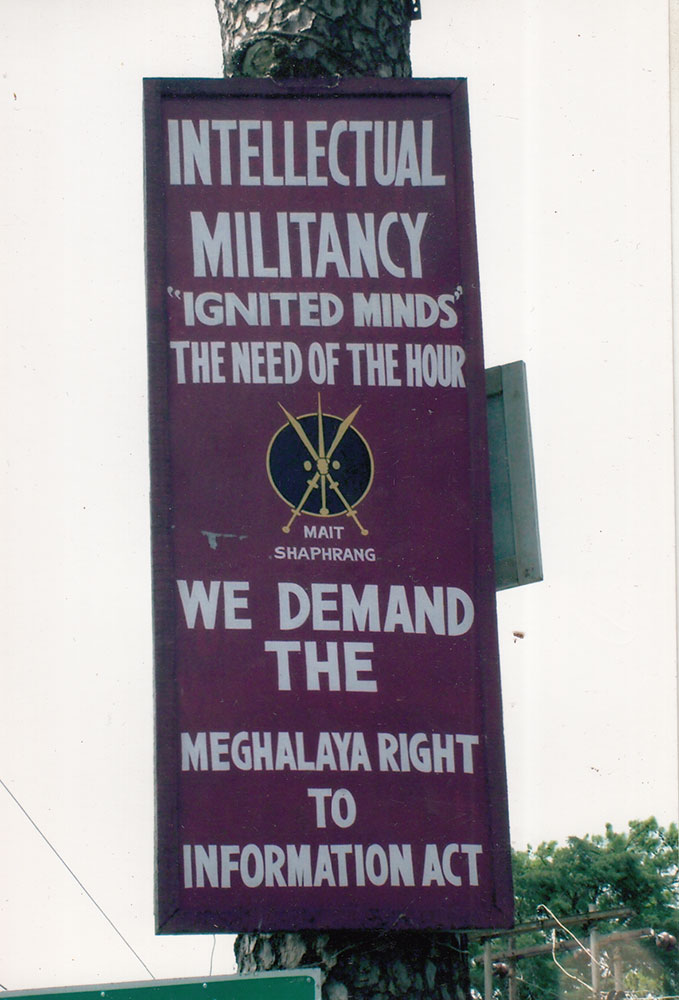 INTELLECTUAL
MILITANCY
"IGNITED MINDS"
THE NEED OF THE HOUR
MAIT
SHAPHRANG
WE DEMAND
THE
MEGHALAYA RIGHT
TO
INFORMATION ACT